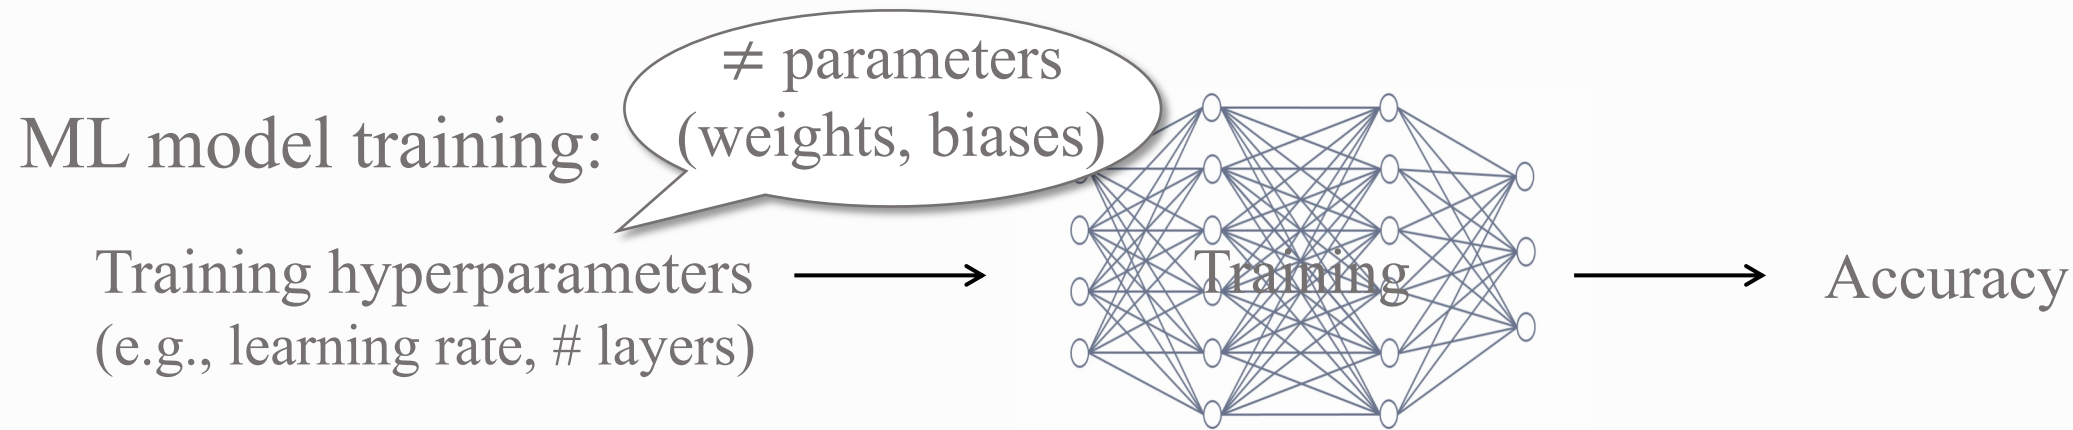 ≠ parameters
(weights, biases)
ML model training:
Training hyperparameters
(e.g., learning rate, # layers)
Training
Accuracy